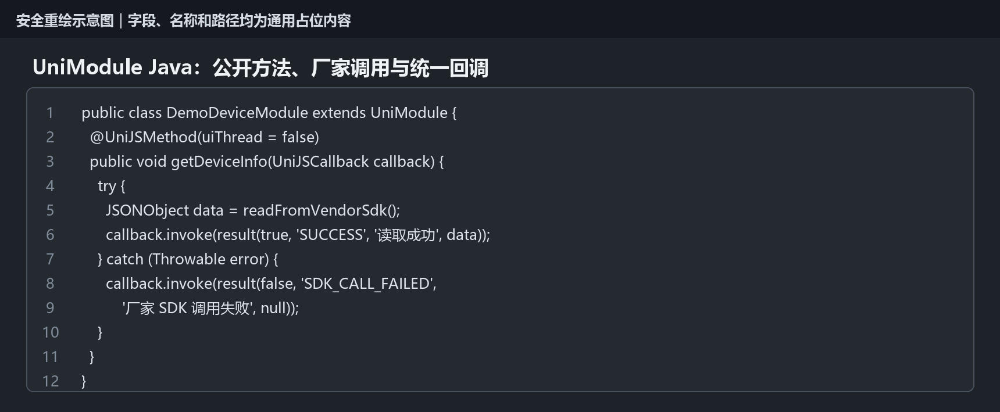 安全重绘示意图 | 字段、名称和路径均为通用占位内容
UniModule Java：公开方法、厂家调用与统一回调
1 public class DemoDeviceModule extends UniModule {
2 @UniJSMethod(uiThread = false)
3 public void getDeviceInfo(UniJSCallback callback) {
4 try {
5 JSONObject data = readFromVendorSdk();
6 callback.invoke(result(true, 'SUCCESS', '读取成功', data));
7 } catch (Throwable error) {
8 callback.invoke(result(false, 'SDK_CALL_FAILED',
9 '厂家 SDK 调用失败', null));
10 }
11 }
12 }